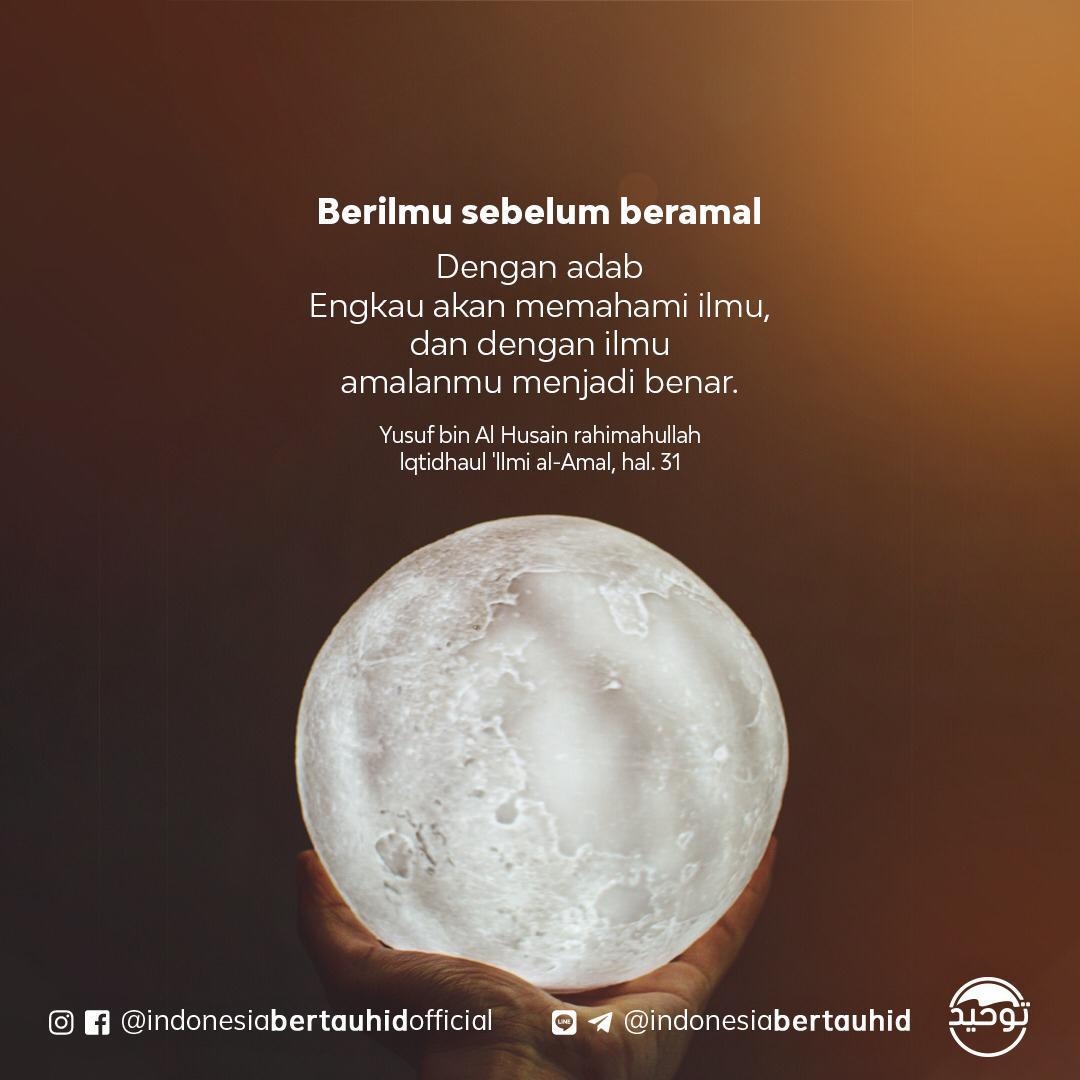 Berilmu sebelum beramal
Dengan adab
Engkau akan memahami ilmu,
dan dengan ilmu
amalanmu menjadi benar.
Yusuf bin Al Husain rahimahullah
Iqtidhaul 'Ilmi al-Amal, hal. 31
@indonesiabertauhidofficial
LINE
@indonesiabertauhid
توحيد